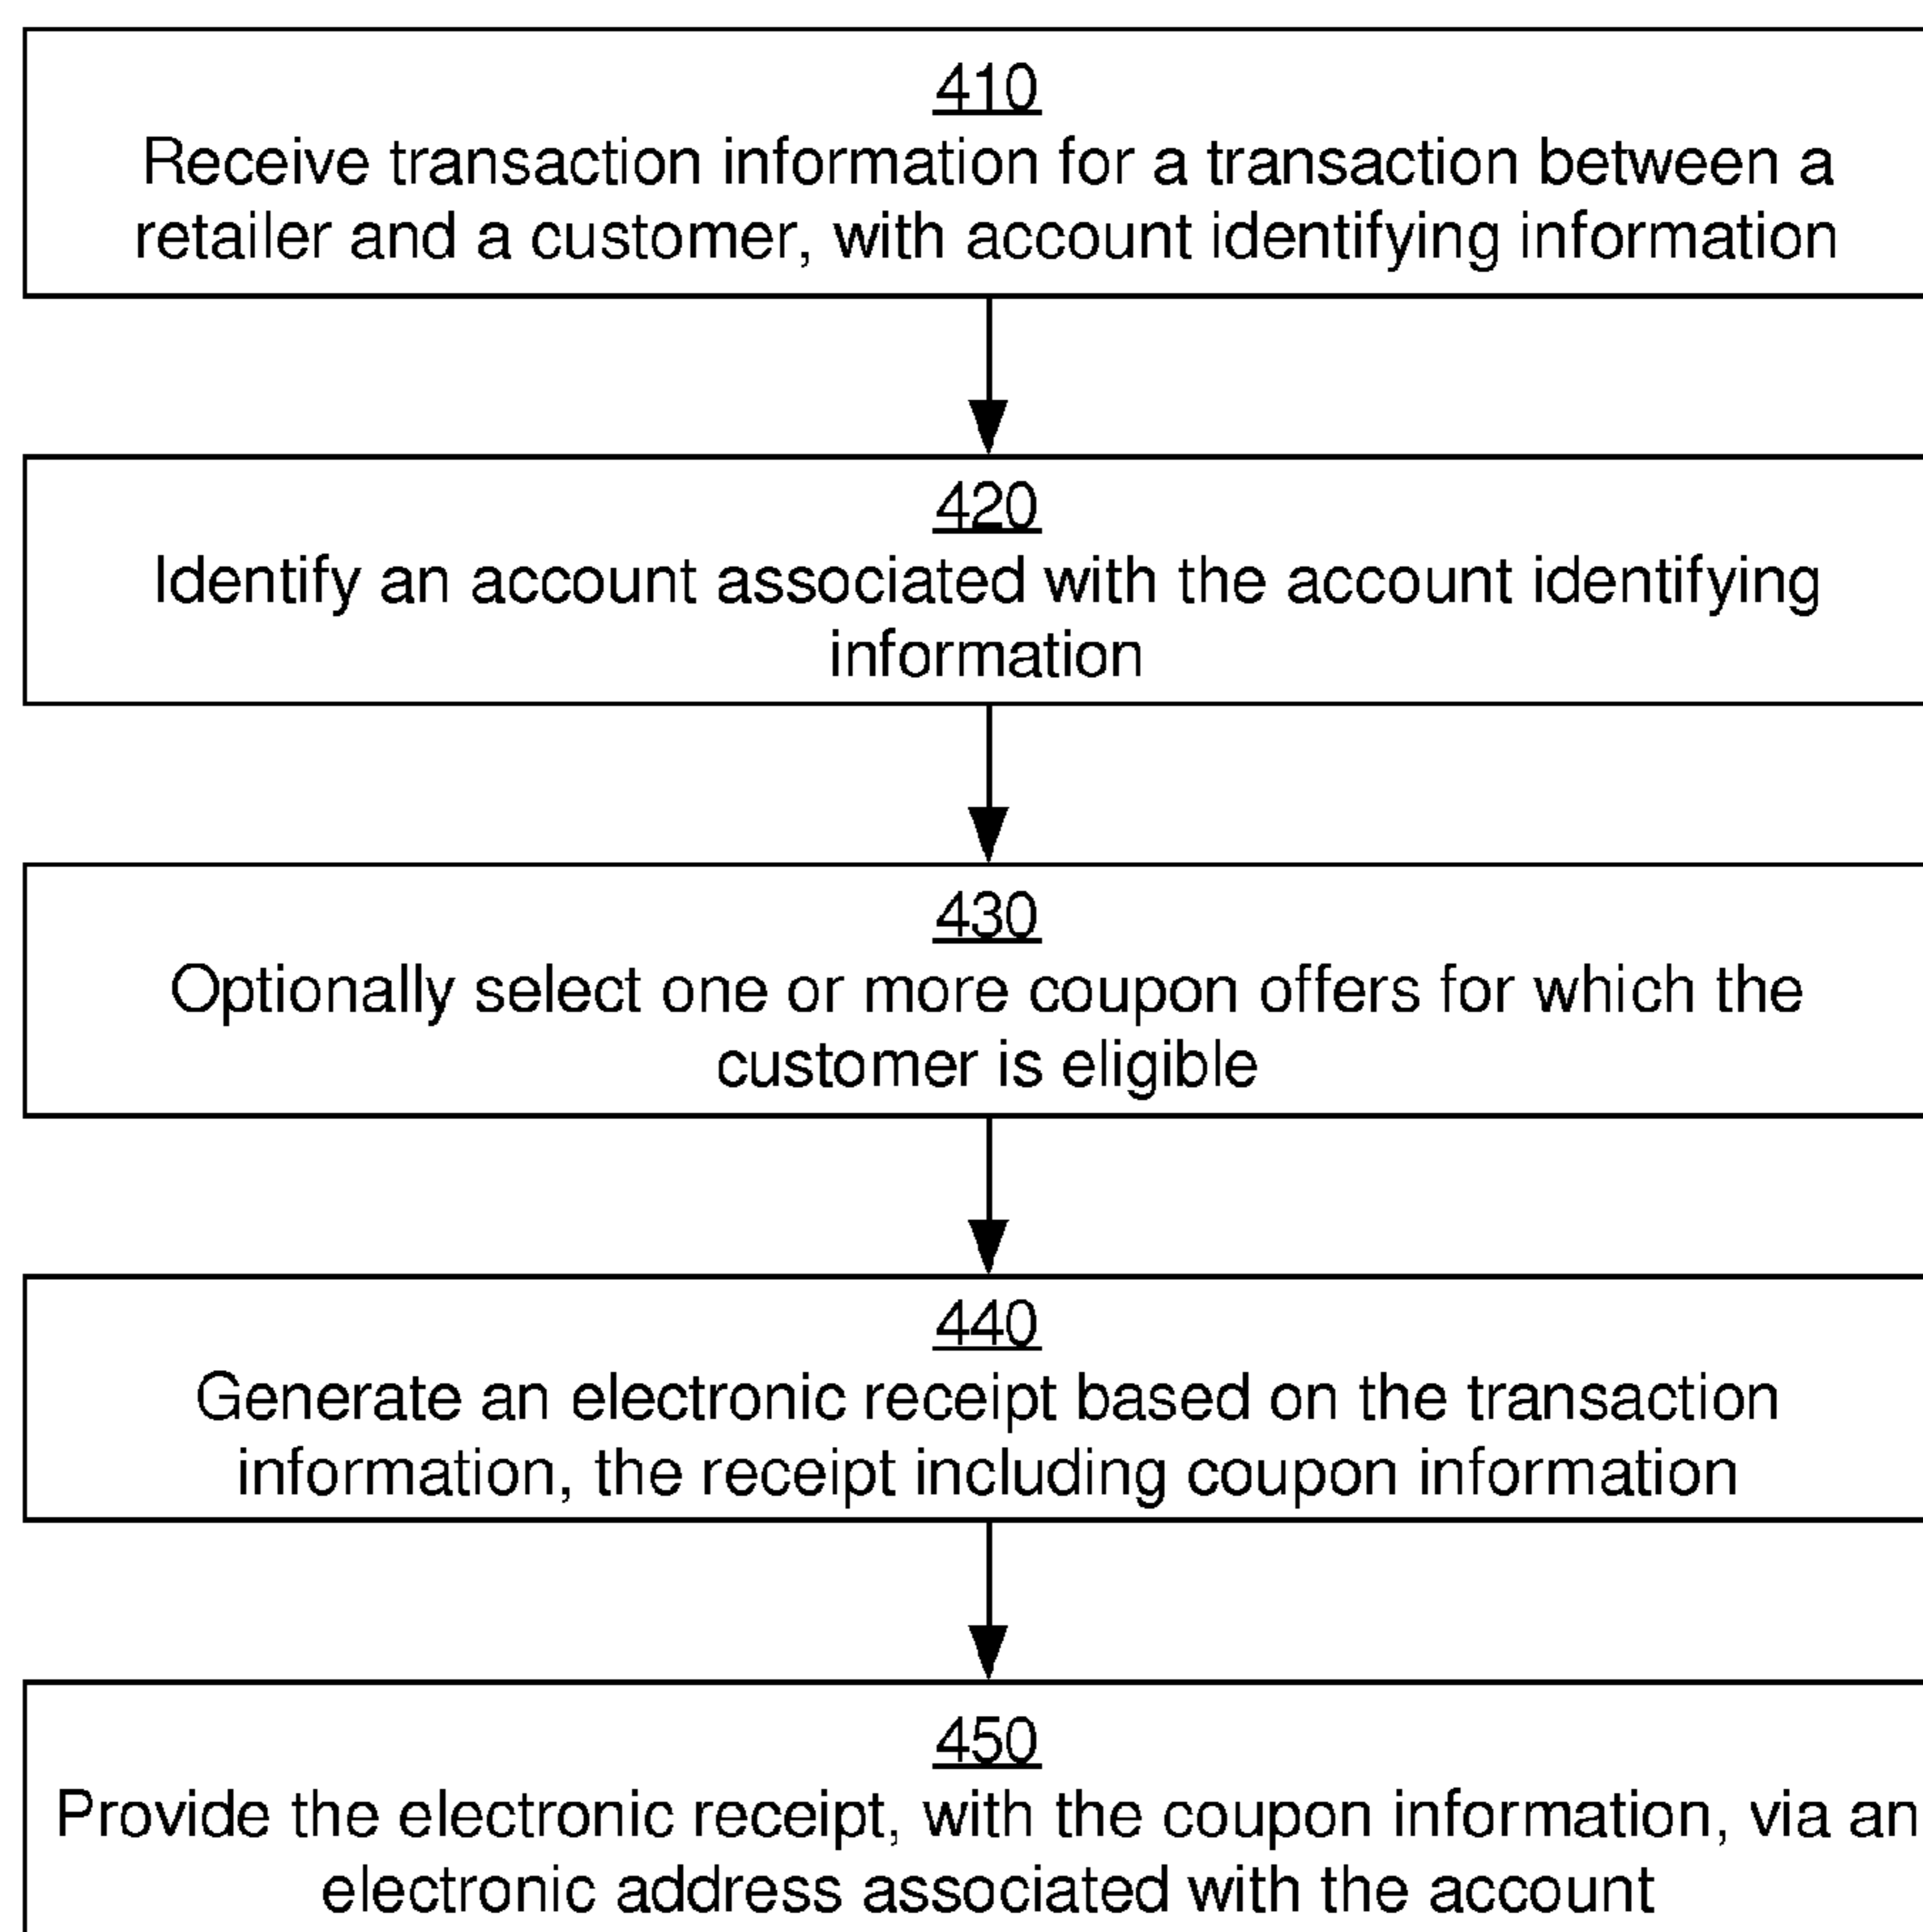 410
Receive transaction information for a transaction between a
retailer and a customer, with account identifying information
420
Identify an account associated with the account identifying
information
430
Optionally select one or more coupon offers for which the
customer is eligible
440
Generate an electronic receipt based on the transaction
information, the receipt including coupon information
450
Provide the electronic receipt, with the coupon information, via an
electronic address associated with the account